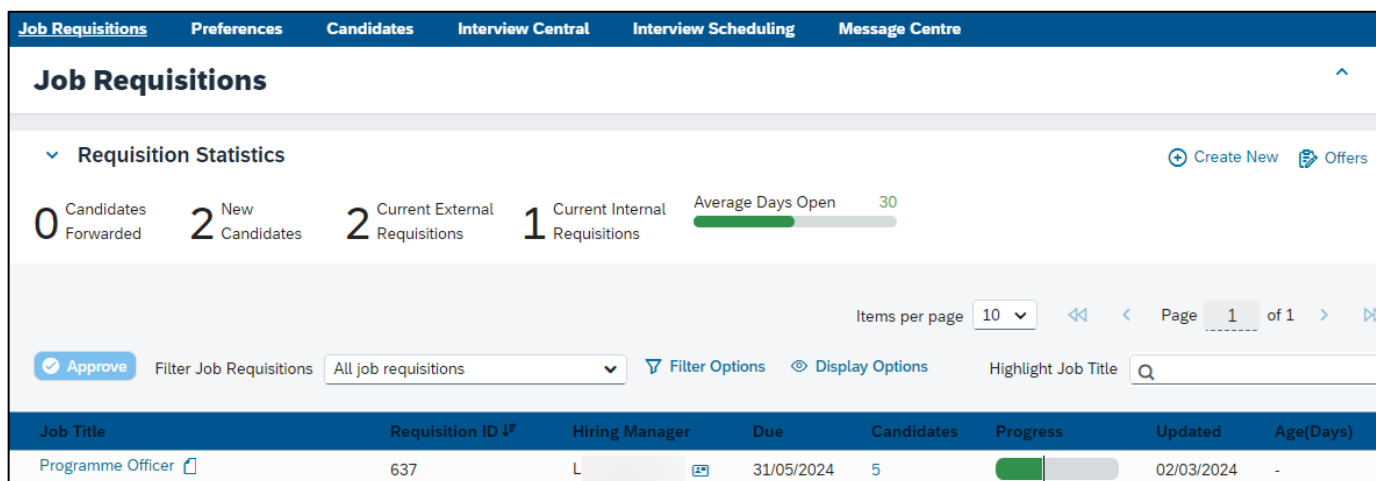 Job Requisitions Preferences Candidates Interview Central Interview Scheduling Message Centre
Job Requisitions
Requisition Statistics Create New Offers
0 Candidates Forwarded 2 New Candidates 2 Current External Requisitions 1 Current Internal Requisitions Average Days Open 30
Items per page 10 Page 1 of 1
Approve Filter Job Requisitions All job requisitions Filter Options Display Options Highlight Job Title
Job Title Requisition ID Hiring Manager Due Candidates Progress Updated Age(Days)
Programme Officer 637 L 31/05/2024 5 02/03/2024 -